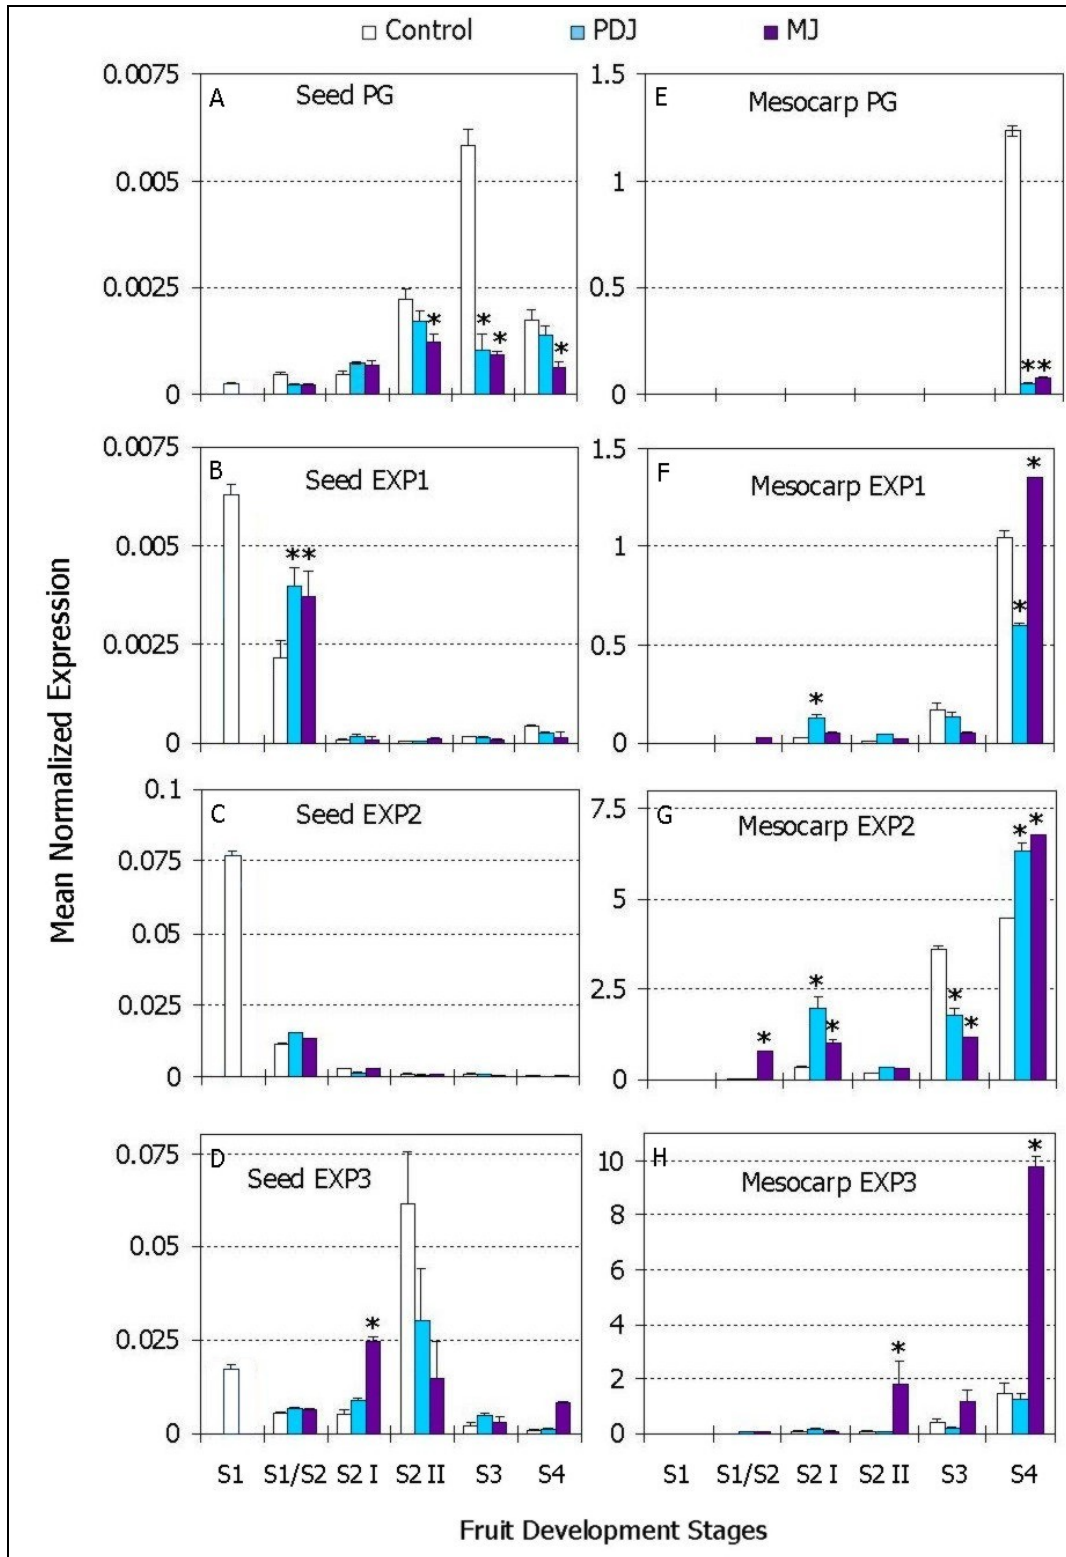 Control PDJ MJ
A Seed PG
0.0075
0.005
0.0025
0
* * * *
E Mesocarp PG
1.5
1
0.5
0
**
B Seed EXP1
0.0075
0.005
0.0025
0
**
F Mesocarp EXP1
1.5
1
0.5
0
* * *
C Seed EXP2
0.1
0.075
0.05
0.025
0
G Mesocarp EXP2
7.5
5
2.5
0
* * * * * * *
D Seed EXP3
0.075
0.05
0.025
0
*
H Mesocarp EXP3
10
8
6
4
2
0
* *
S1 S1/S2 S2 I S2 II S3 S4
S1 S1/S2 S2 I S2 II S3 S4
Mean Normalized Expression
Fruit Development Stages